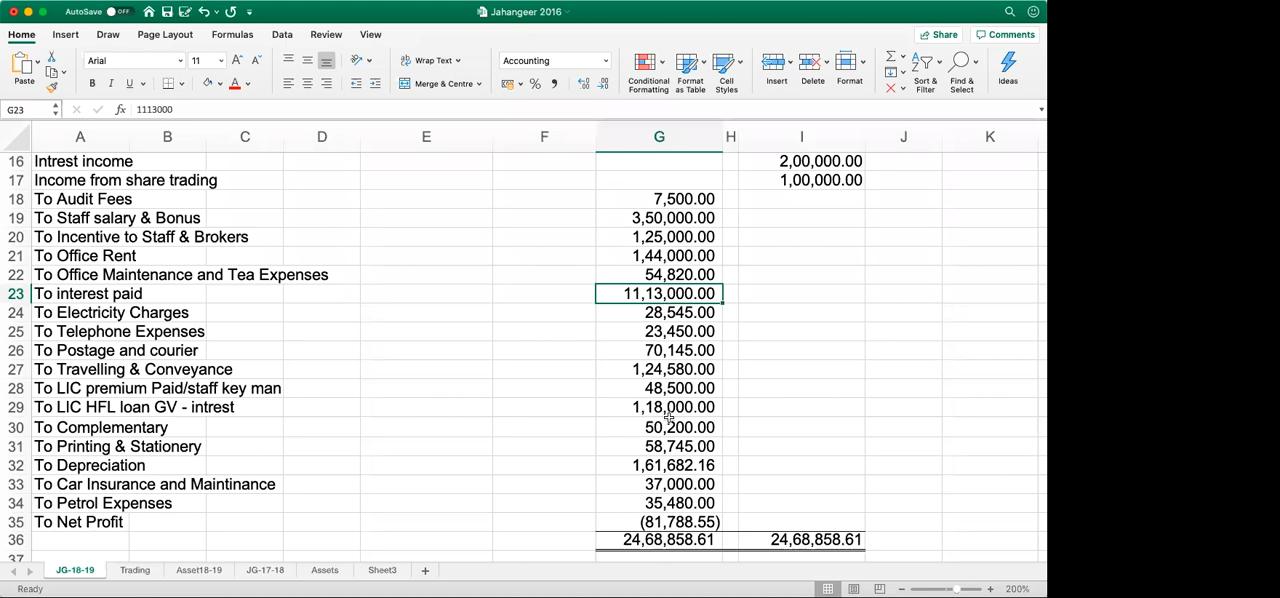 AutoSave OFF Jahangeer 2016
Home Insert Draw Page Layout Formulas Data Review View Share Comments
Paste Arial 11 A A Wrap Text Accounting Conditional Formatting Format as Table Cell Styles Insert Delete Format Sort & Filter Find & Select Ideas
B I U A Merge & Centre %
G23 fx 1113000
A B C D E F G H I J K
16 Intrest income 2,00,000.00
17 Income from share trading 1,00,000.00
18 To Audit Fees 7,500.00
19 To Staff salary & Bonus 3,50,000.00
20 To Incentive to Staff & Brokers 1,25,000.00
21 To Office Rent 1,44,000.00
22 To Office Maintenance and Tea Expenses 54,820.00
23 To interest paid 11,13,000.00
24 To Electricity Charges 28,545.00
25 To Telephone Expenses 23,450.00
26 To Postage and courier 70,145.00
27 To Travelling & Conveyance 1,24,580.00
28 To LIC premium Paid/staff key man 48,500.00
29 To LIC HFL loan GV - intrest 1,18,000.00
30 To Complementary 50,200.00
31 To Printing & Stationery 58,745.00
32 To Depreciation 1,61,682.16
33 To Car Insurance and Maintinance 37,000.00
34 To Petrol Expenses 35,480.00
35 To Net Profit (81,788.55)
36 24,68,858.61 24,68,858.61
37
JG-18-19 Trading Asset18-19 JG-17-18 Assets Sheet3 +
Ready 200%